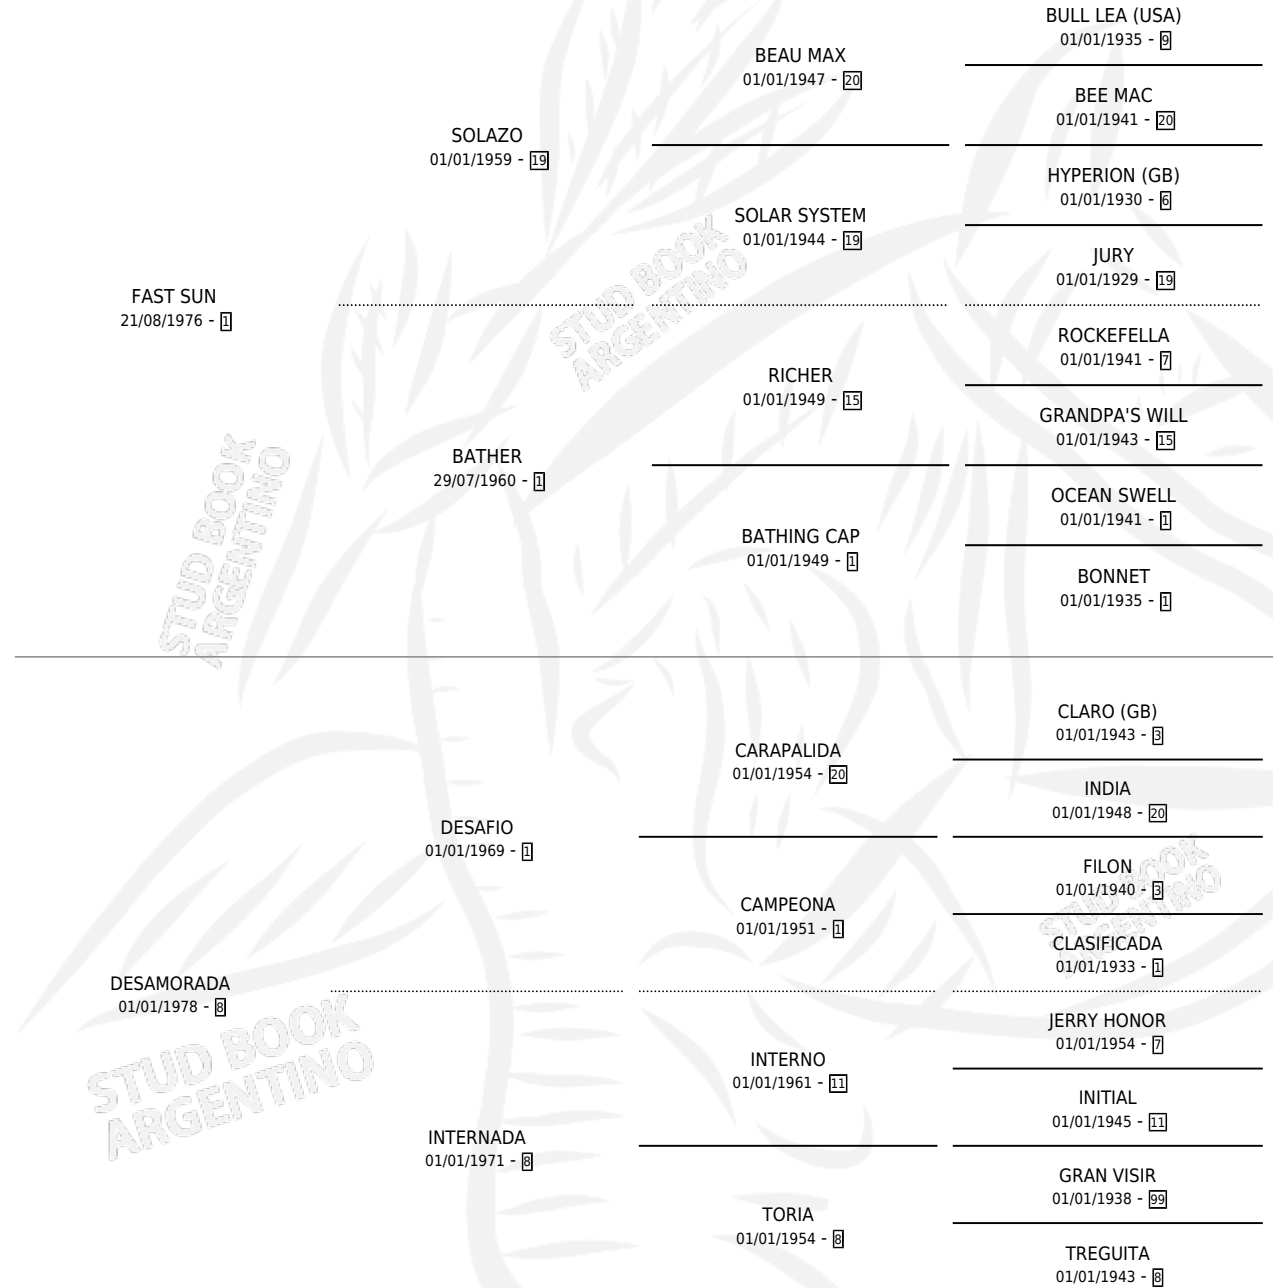 BULL LEA (USA)
01/01/1935 - 9
BEAU MAX
01/01/1947 - 20
BEE MAC
01/01/1941 - 20
SOLAZO
01/01/1959 - 19
HYPERION (GB)
01/01/1930 - 6
SOLAR SYSTEM
01/01/1944 - 19
JURY
01/01/1929 - 19
FAST SUN
21/08/1976 - 1
ROCKEFELLA
01/01/1941 - 7
RICHER
01/01/1949 - 15
GRANDPA'S WILL
01/01/1943 - 15
BATHER
29/07/1960 - 1
OCEAN SWELL
01/01/1941 - 1
BATHING CAP
01/01/1949 - 1
BONNET
01/01/1935 - 1
CLARO (GB)
01/01/1943 - 3
CARAPALIDA
01/01/1954 - 20
INDIA
01/01/1948 - 20
DESAFIO
01/01/1969 - 1
FILON
01/01/1940 - 3
CAMPEONA
01/01/1951 - 1
CLASIFICADA
01/01/1933 - 1
DESAMORADA
01/01/1978 - 8
JERRY HONOR
01/01/1954 - 7
INTERNO
01/01/1961 - 11
INITIAL
01/01/1945 - 11
INTERNADA
01/01/1971 - 8
GRAN VISIR
01/01/1938 - 99
TORIA
01/01/1954 - 8
TREGUITA
01/01/1943 - 8
STUD BOOK
ARGENTINO
STUD BOOK
ARGENTINO
STUD BOOK
ARGENTINO
STUD BOOK
ARGENTINO